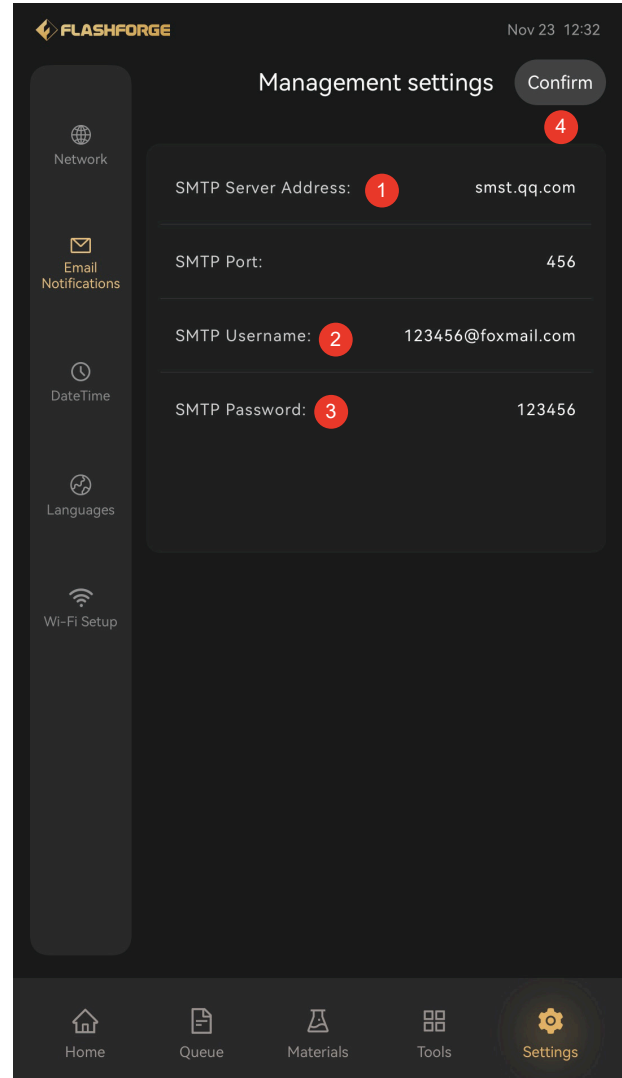 FLASHFORGE
Nov 23 12:32
Management settings
Confirm
4
Network
Email
Notifications
DateTime
Languages
Wi-Fi Setup
SMTP Server Address: 1 smst.qq.com
SMTP Port: 456
SMTP Username: 2 123456@foxmail.com
SMTP Password: 3 123456
Home
Queue
Materials
Tools
Settings